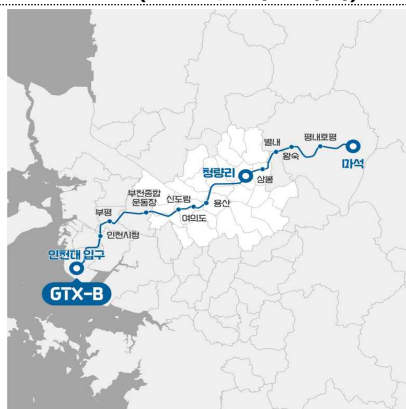 평내호평
별내
왕숙
마석
청량리
상봉
부천종합
운동장
신도림
용산
여의도
부평
인천시청
인천대 입구
GTX-B